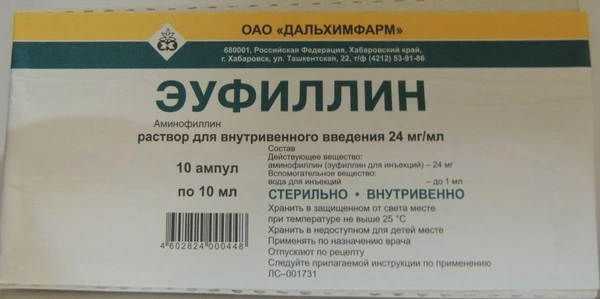 ОАО «ДАЛЬХИМФАРМ»
680001, Российская Федерация, Хабаровский край,
г. Хабаровск, ул. Ташкентская, 22, т/ф (4212) 53-91-86
ЭУФИЛЛИН
Аминофиллин
раствор для внутривенного введения 24 мг/мл
10 ампул
по 10 мл
Состав
Действующее вещество:
аминофиллин (эуфиллин для инъекций) – 24 мг
Вспомогательное вещество:
вода для инъекций – до 1 мл
СТЕРИЛЬНО • ВНУТРИВЕННО
Хранить в защищенном от света месте
при температуре не выше 25 °С
Хранить в недоступном для детей месте
Применять по назначению врача
Отпускают по рецепту
Следуйте прилагаемой инструкции по применению
ЛС–001731
4602824000448